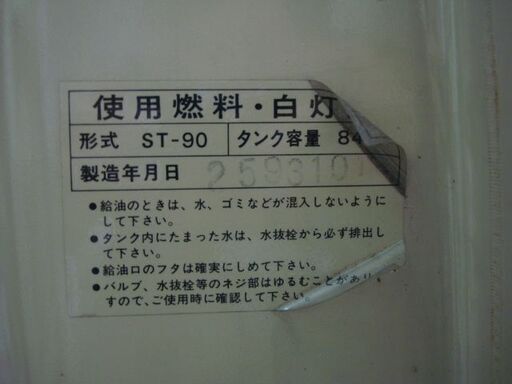 使用燃料・白灯
形式 ST-90 タンク容量 84
製造年月日
●給油のときは、水、ゴミなどが混入しないように
して下さい。
●タンク内にたまった水は、水抜栓から必ず排出し
て下さい。
●給油口のフタは確実にしめて下さい。
●バルブ、水抜栓等のネジ部はゆるむことがあり
すので、ご使用時に確認して下さい。